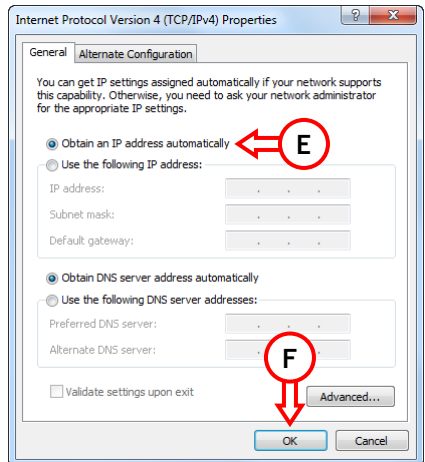 Internet Protocol Version 4 (TCP/IPv4) Properties
?
General
Alternate Configuration
You can get IP settings assigned automatically if your network supports
this capability. Otherwise, you need to ask your network administrator
for the appropriate IP settings.
Obtain an IP address automatically
E
Use the following IP address:
IP address:
Subnet mask:
Default gateway:
Obtain DNS server address automatically
Use the following DNS server addresses:
Preferred DNS server:
Alternate DNS server:
F
Validate settings upon exit
Advanced...
OK
Cancel